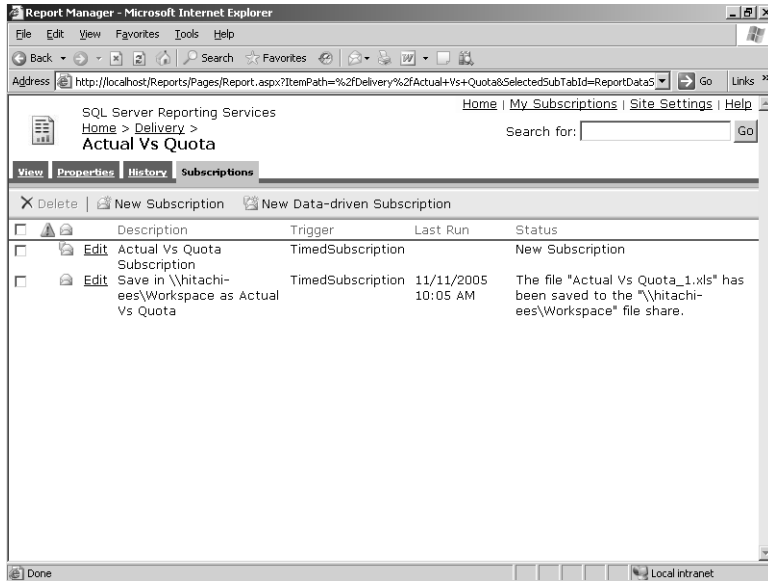 Report Manager - Microsoft Internet Explorer
File Edit View Favorites Tools Help
Back Search Favorites
Address http://localhost/Reports/Pages/Report.aspx?ItemPath=%2fDelivery%2fActual+Vs+Quota&SelectedSubTabId=ReportDataS Go Links »
Home | My Subscriptions | Site Settings | Help
SQL Server Reporting Services
Home > Delivery >
Search for: Go
Actual Vs Quota
View Properties History Subscriptions
Delete | New Subscription New Data-driven Subscription
Description Trigger Last Run Status
Edit Actual Vs Quota TimedSubscription New Subscription
Subscription
Edit Save in \\hitachi- TimedSubscription 11/11/2005 The file "Actual Vs Quota_1.xls" has
ees\Workspace as Actual 10:05 AM been saved to the "\\hitachi-
Vs Quota ees\Workspace" file share.
Done Local intranet